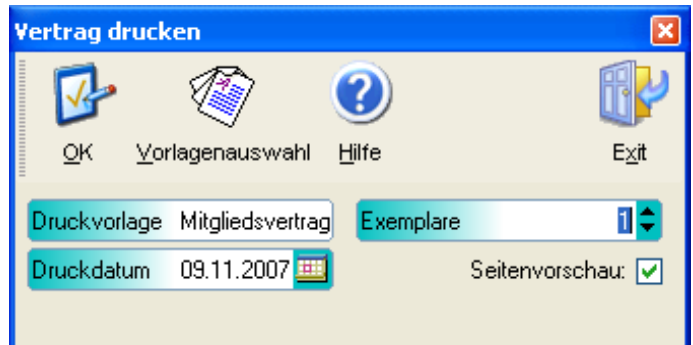 Vertrag drucken
OK Vorlagenauswahl Hilfe Exit
Druckvorlage Mitgliedsvertrag Exemplare 1
Druckdatum 09.11.2007 Seitenvorschau: